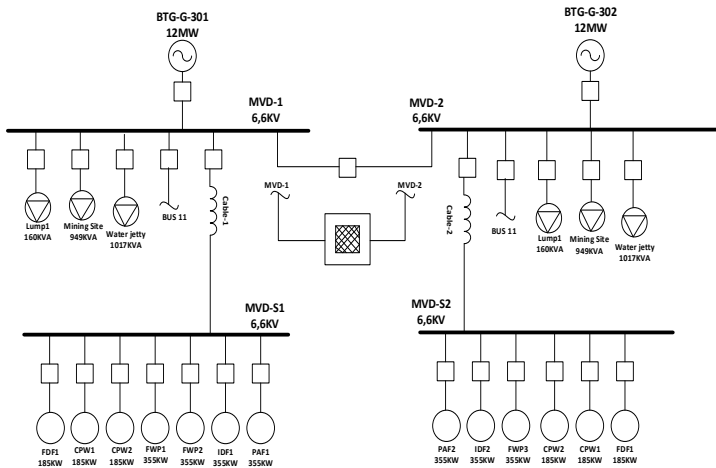 BTG-G-301
12MW
BTG-G-302
12MW
MVD-1
6,6KV
MVD-2
6,6KV
Lump1
160KVA
Mining Site
949KVA
Water jetty
1017KVA
BUS 11
Cable-1
MVD-1
MVD-2
Cable-2
BUS 11
Lump1
160KVA
Mining Site
949KVA
Water jetty
1017KVA
MVD-S1
6,6KV
MVD-S2
6,6KV
FDF1
185KW
CPW1
185KW
CPW2
185KW
FWP1
355KW
FWP2
355KW
IDF1
355KW
PAF1
355KW
PAF2
355KW
IDF2
355KW
FWP3
355KW
CPW2
185KW
CPW1
185KW
FDF1
185KW